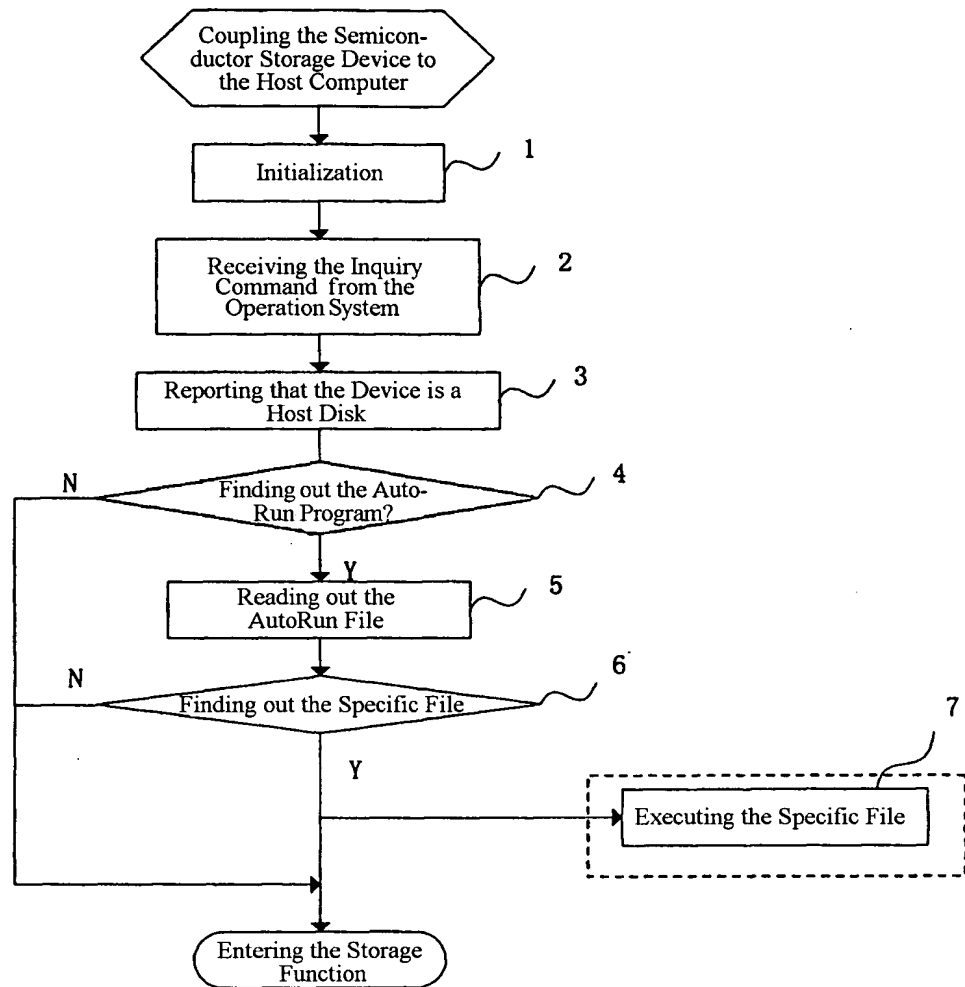 Coupling the Semicon-
ductor Storage Device to
the Host Computer
1
Initialization
2
Receiving the Inquiry
Command from the
Operation System
3
Reporting that the Device is a
Host Disk
4
N
Finding out the Auto-
Run Program?
Y
5
Reading out the
AutoRun File
6
N
Finding out the Specific File
7
Y
Executing the Specific File
Entering the Storage
Function